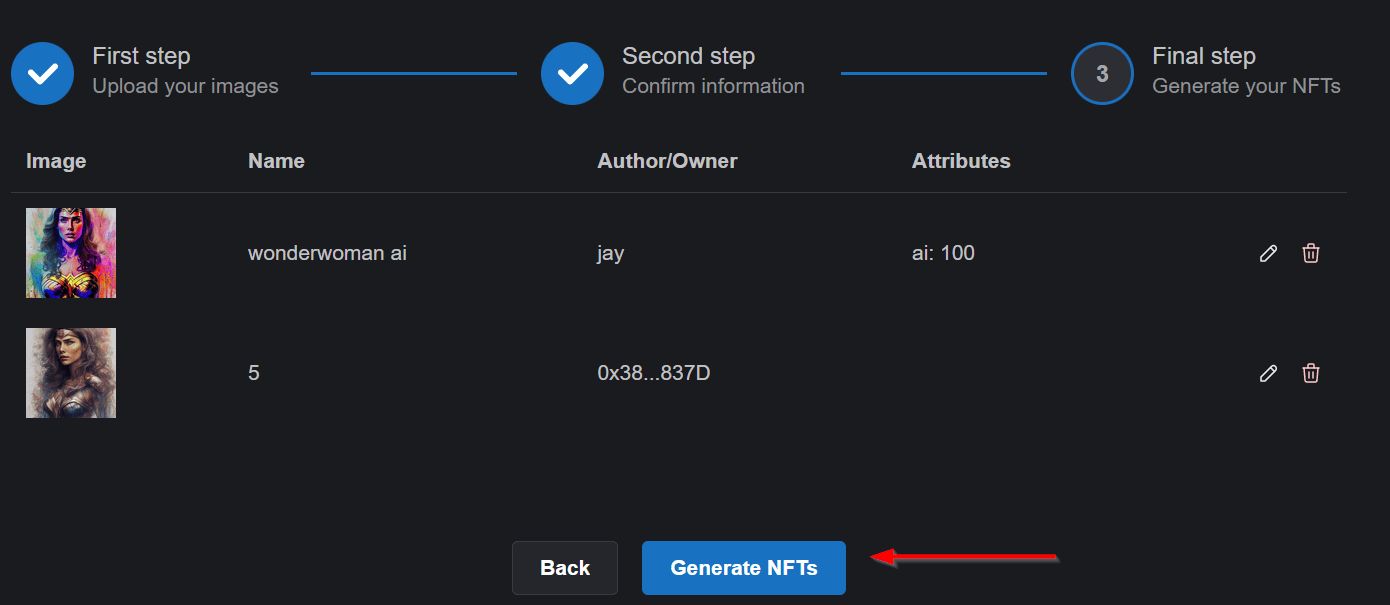 First step
Upload your images
Second step
Confirm information
3
Final step
Generate your NFTs
Image Name Author/Owner Attributes
wonderwoman ai jay ai: 100
5 0x38...837D
Back Generate NFTs